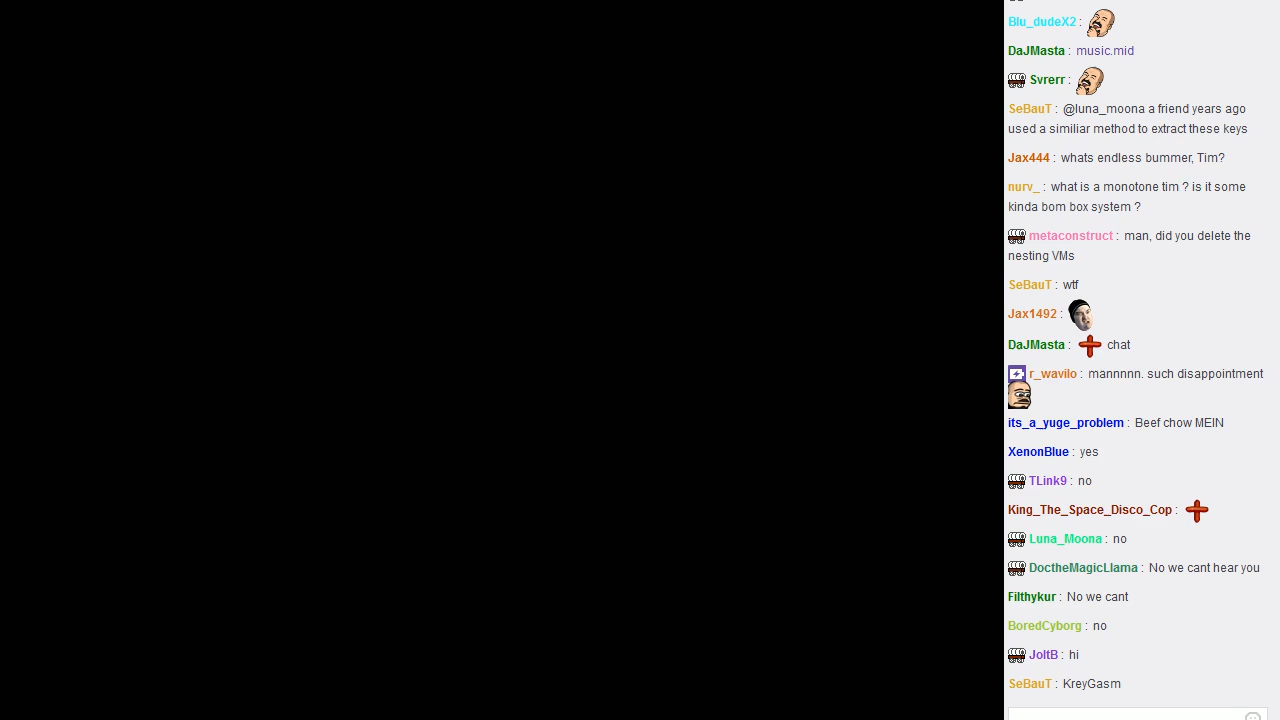 Blu_dudeX2 :
DaJMasta : music.mid
Svrerr :
SeBauT : @luna_moona a friend years ago
used a similiar method to extract these keys
Jax444 : whats endless bummer, Tim?
nurv_ : what is a monotone tim ? is it some
kinda bom box system ?
metaconstruct : man, did you delete the
nesting VMs
SeBauT : wtf
Jax1492 :
DaJMasta : chat
r_wavilo : mannnnn. such disappointment
its_a_yuge_problem : Beef chow MEIN
XenonBlue : yes
TLink9 : no
King_The_Space_Disco_Cop :
Luna_Moona : no
DoctheMagicLlama : No we cant hear you
Filthykur : No we cant
BoredCyborg : no
JoltB : hi
SeBauT : KreyGasm